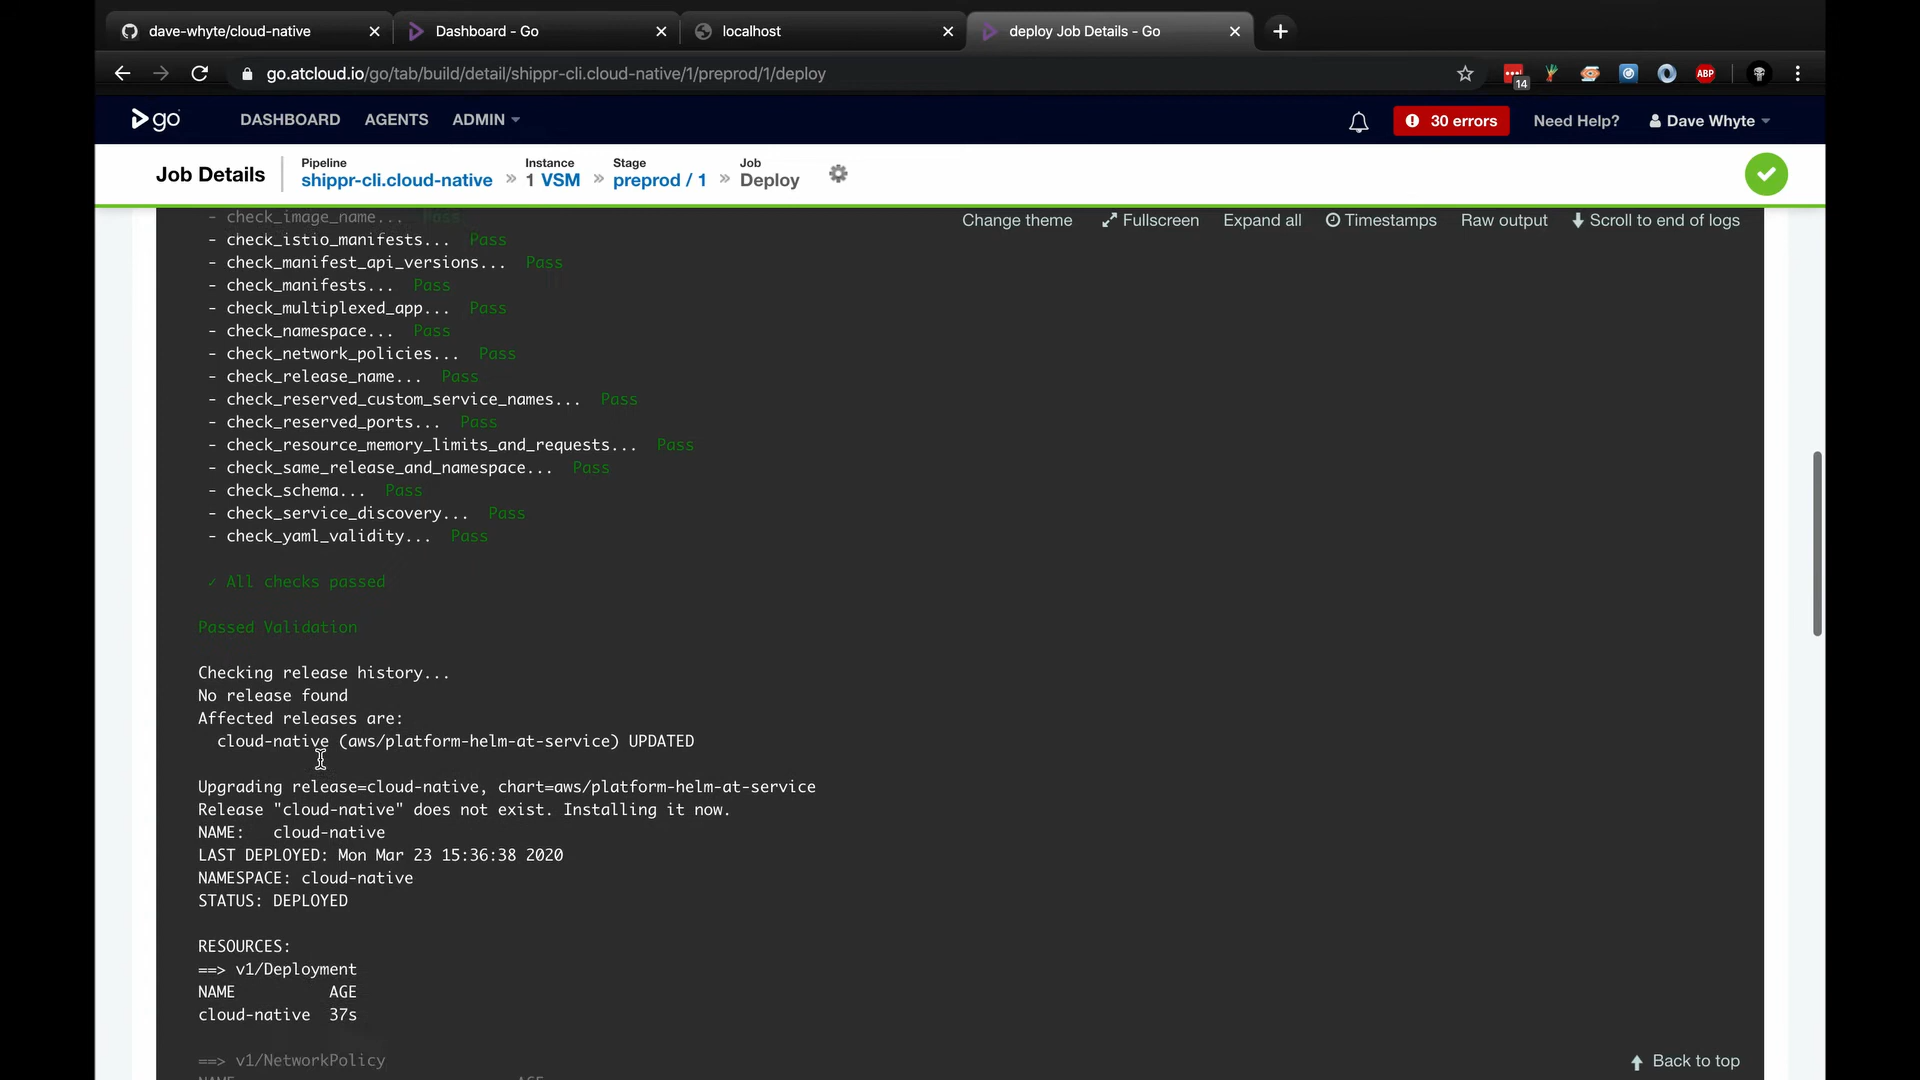 dave-whyte/cloud-native
Dashboard - Go
localhost
deploy Job Details - Go
go.atcloud.io/go/tab/build/detail/shippr-cli.cloud-native/1/preprod/1/deploy
14
ABP
go
DASHBOARD
AGENTS
ADMIN
30 errors
Need Help?
Dave Whyte
Job Details
Pipeline
shippr-cli.cloud-native
Instance
1 VSM
Stage
preprod / 1
Job
Deploy
Change theme
Fullscreen
Expand all
Timestamps
Raw output
Scroll to end of logs
- check_image_name... Pass
- check_istio_manifests... Pass
- check_manifest_api_versions... Pass
- check_manifests... Pass
- check_multiplexed_app... Pass
- check_namespace... Pass
- check_network_policies... Pass
- check_release_name... Pass
- check_reserved_custom_service_names... Pass
- check_reserved_ports... Pass
- check_resource_memory_limits_and_requests... Pass
- check_same_release_and_namespace... Pass
- check_schema... Pass
- check_service_discovery... Pass
- check_yaml_validity... Pass
✓ All checks passed
Passed Validation
Checking release history...
No release found
Affected releases are:
cloud-native (aws/platform-helm-at-service) UPDATED
Upgrading release=cloud-native, chart=aws/platform-helm-at-service
Release "cloud-native" does not exist. Installing it now.
NAME: cloud-native
LAST DEPLOYED: Mon Mar 23 15:36:38 2020
NAMESPACE: cloud-native
STATUS: DEPLOYED
RESOURCES:
==> v1/Deployment
NAME AGE
cloud-native 37s
==> v1/NetworkPolicy
NAME AGE
Back to top